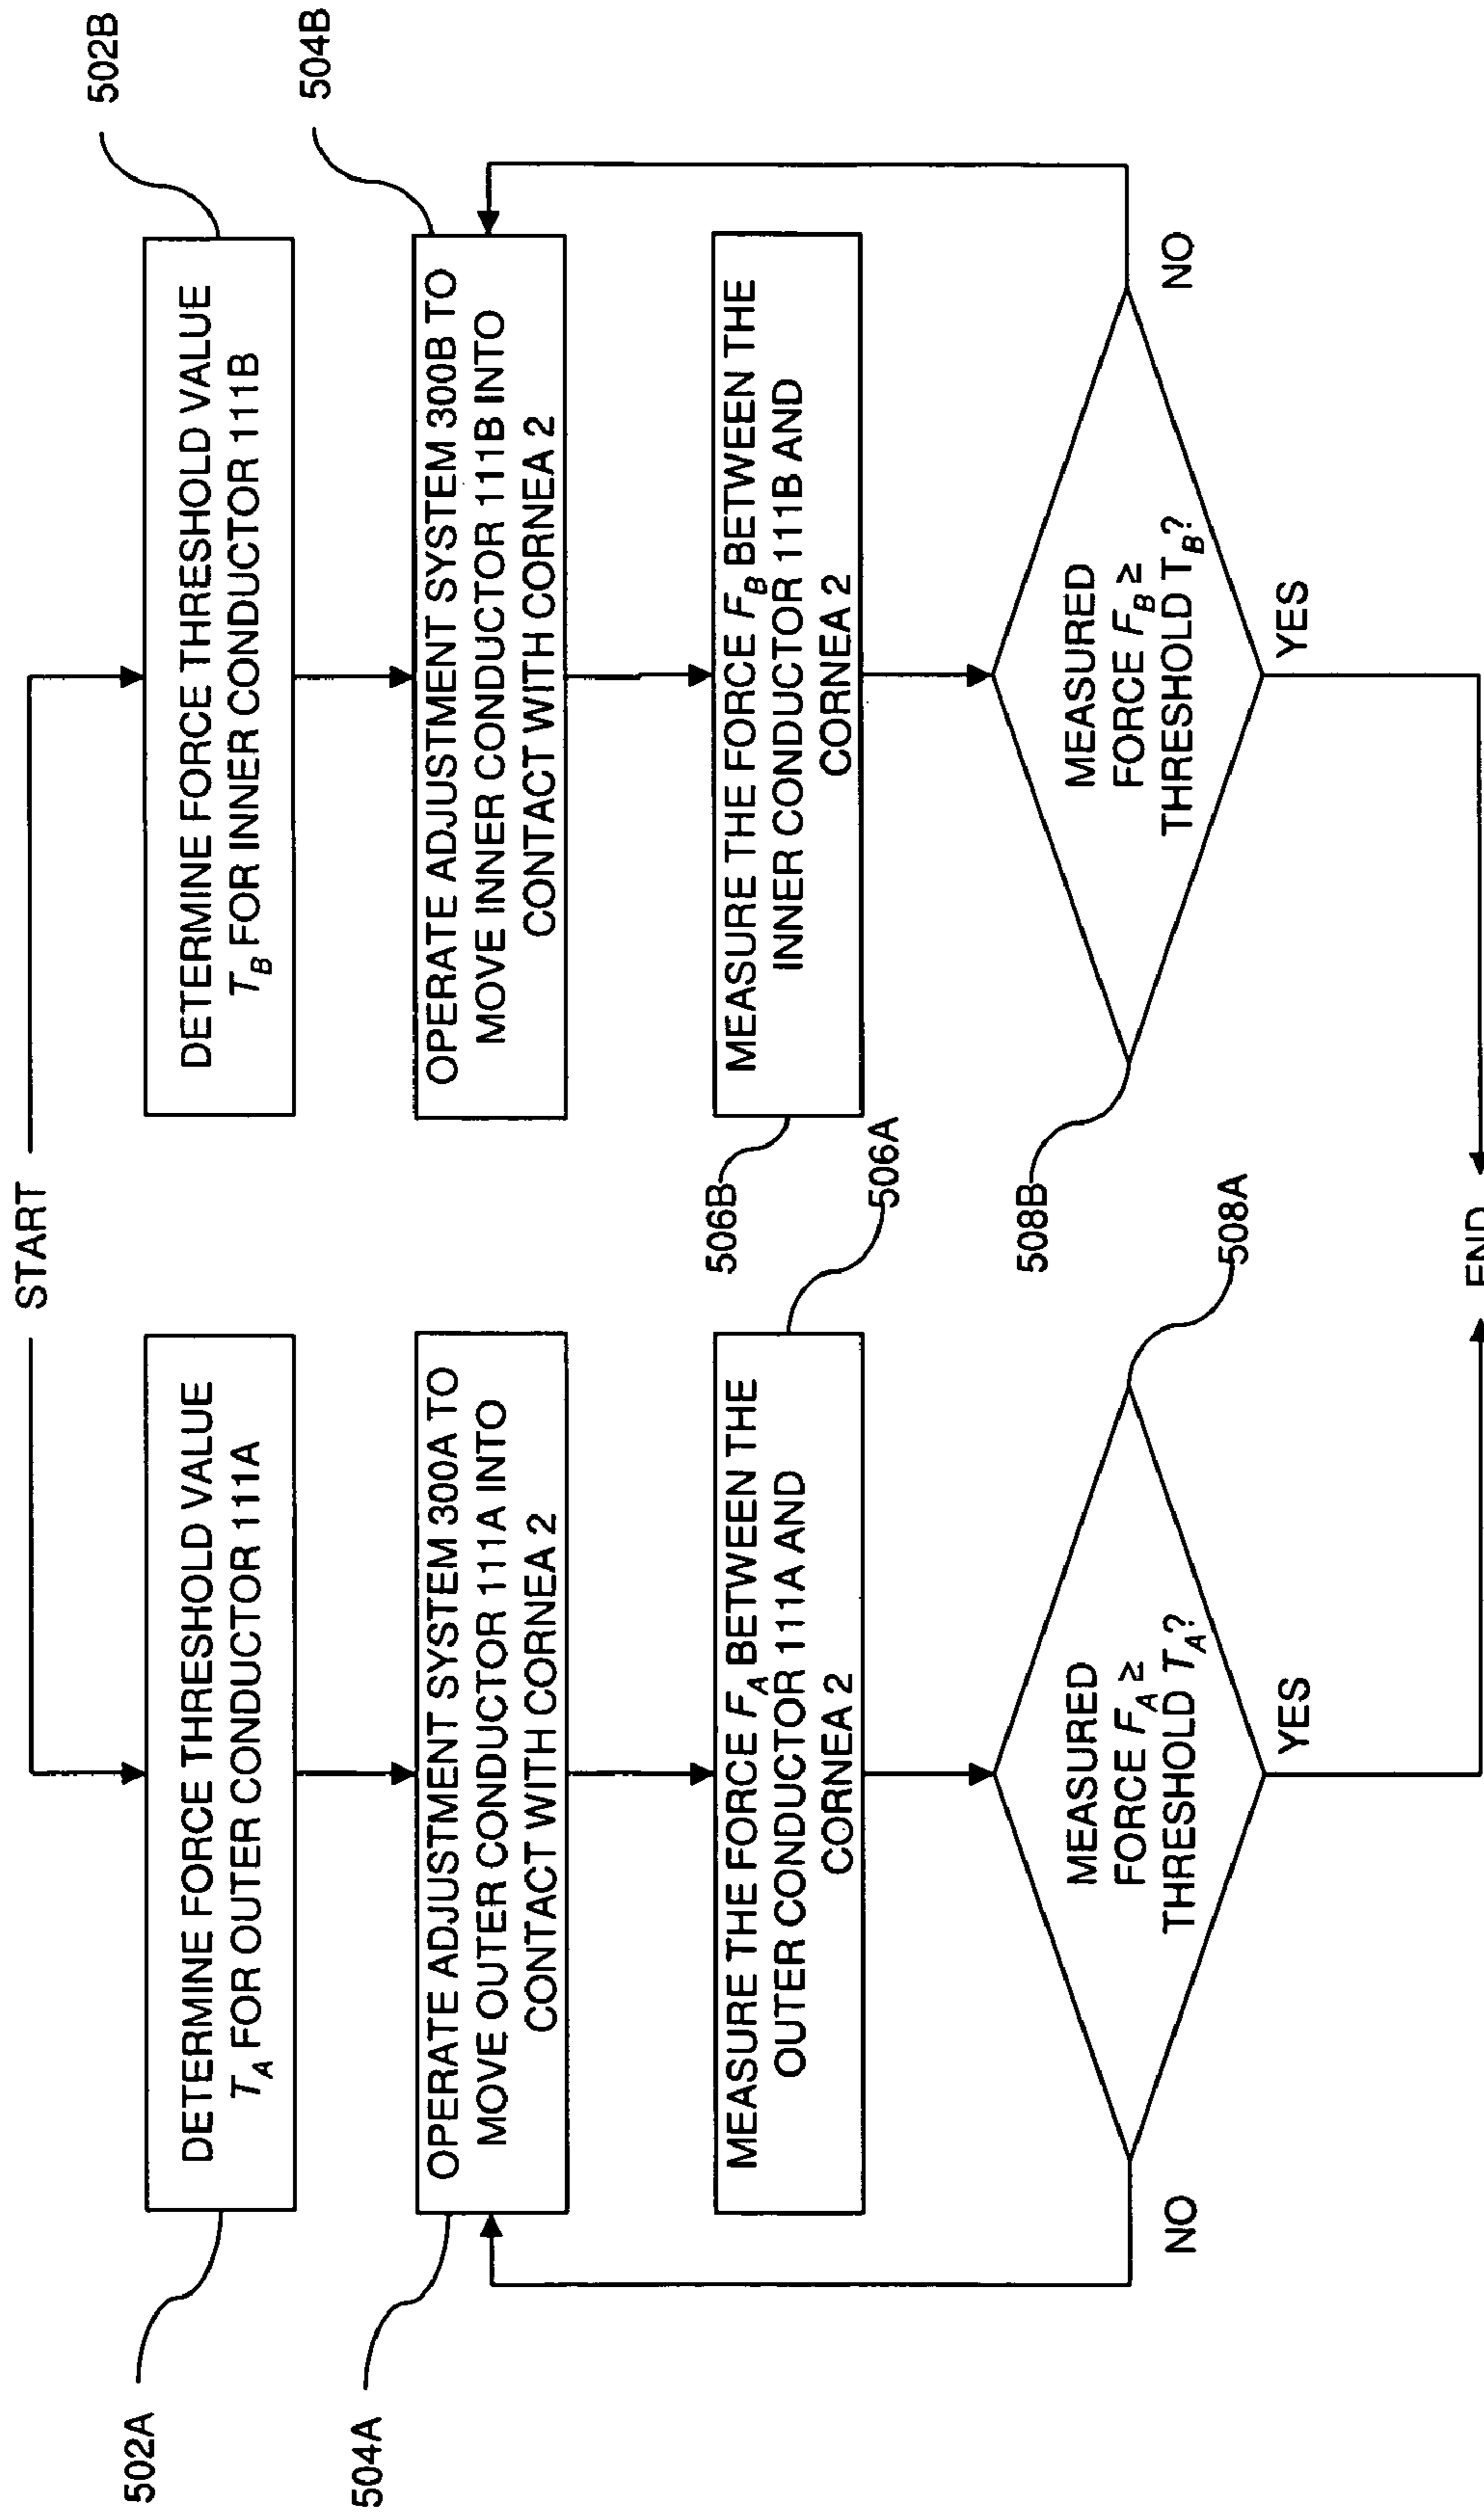 START
502A
DETERMINE FORCE THRESHOLD VALUE
T_A FOR OUTER CONDUCTOR 111A
504A
OPERATE ADJUSTMENT SYSTEM 300A TO
MOVE OUTER CONDUCTOR 111A INTO
CONTACT WITH CORNEA 2
506A
MEASURE THE FORCE F_A BETWEEN THE
OUTER CONDUCTOR 111A AND
CORNEA 2
508A
MEASURED
FORCE F_A ≥
THRESHOLD T_A?
NO
YES
502B
DETERMINE FORCE THRESHOLD VALUE
T_B FOR INNER CONDUCTOR 111B
504B
OPERATE ADJUSTMENT SYSTEM 300B TO
MOVE INNER CONDUCTOR 111B INTO
CONTACT WITH CORNEA 2
506B
MEASURE THE FORCE F_B BETWEEN THE
INNER CONDUCTOR 111B AND
CORNEA 2
508B
MEASURED
FORCE F_B ≥
THRESHOLD T_B?
NO
YES
END